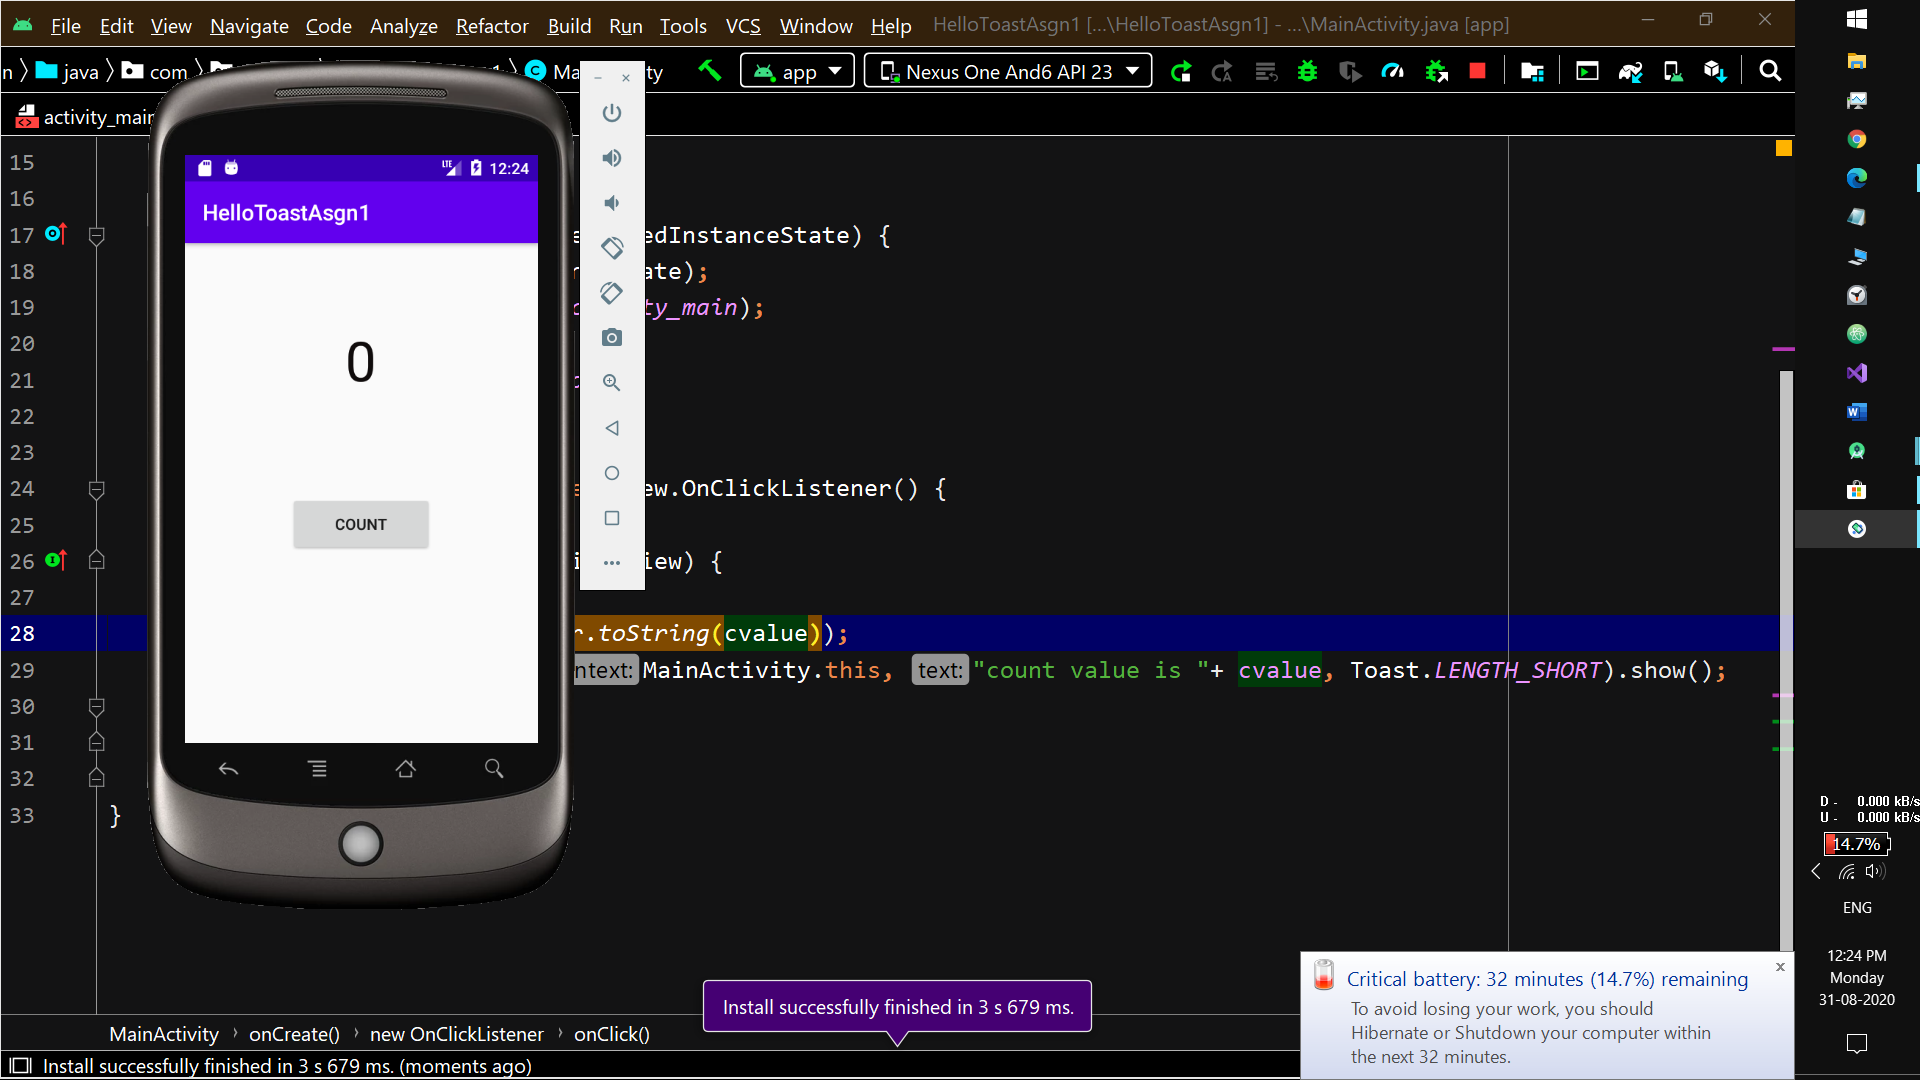 File Edit View Navigate Code Analyze Refactor Build Run Tools VCS Window Help HelloToastAsgn1 [...\HelloToastAsgn1] - ...\MainActivity.java [app]
java com app Nexus One And6 API 23
activity_main
12:24
HelloToastAsgn1
0
COUNT
15
16
17 edInstanceState) {
18 ate);
19 ty_main);
20
21
22
23
24 ew.OnClickListener() {
25
26 iew) {
27
28 r.toString(cvalue));
29 ntext: MainActivity.this, text: "count value is "+ cvalue, Toast.LENGTH_SHORT).show();
30
31
32
33 }
Install successfully finished in 3 s 679 ms.
MainActivity › onCreate() › new OnClickListener › onClick()
Install successfully finished in 3 s 679 ms. (moments ago)
Critical battery: 32 minutes (14.7%) remaining
To avoid losing your work, you should
Hibernate or Shutdown your computer within
the next 32 minutes.
D - 0.000 kB/s
U - 0.000 kB/s
14.7%
ENG
12:24 PM
Monday
31-08-2020